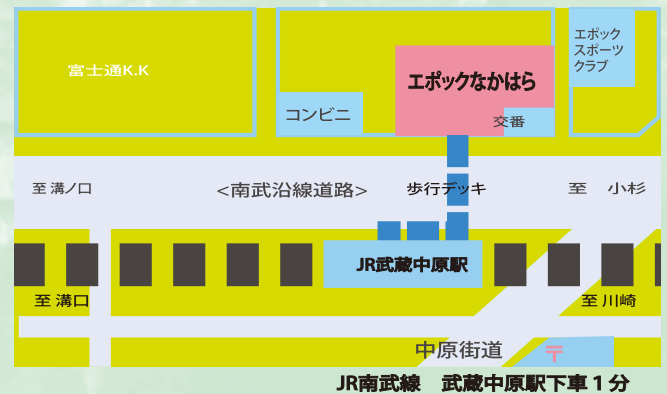 富士通K.K
エポック
スポーツ
クラブ
エポックなかはら
コンビニ
交番
至 溝ノ口
<南武沿線道路>
歩行デッキ
至 小杉
JR武蔵中原駅
至 溝口
至 川崎
中原街道
〒
JR南武線 武蔵中原駅下車1分